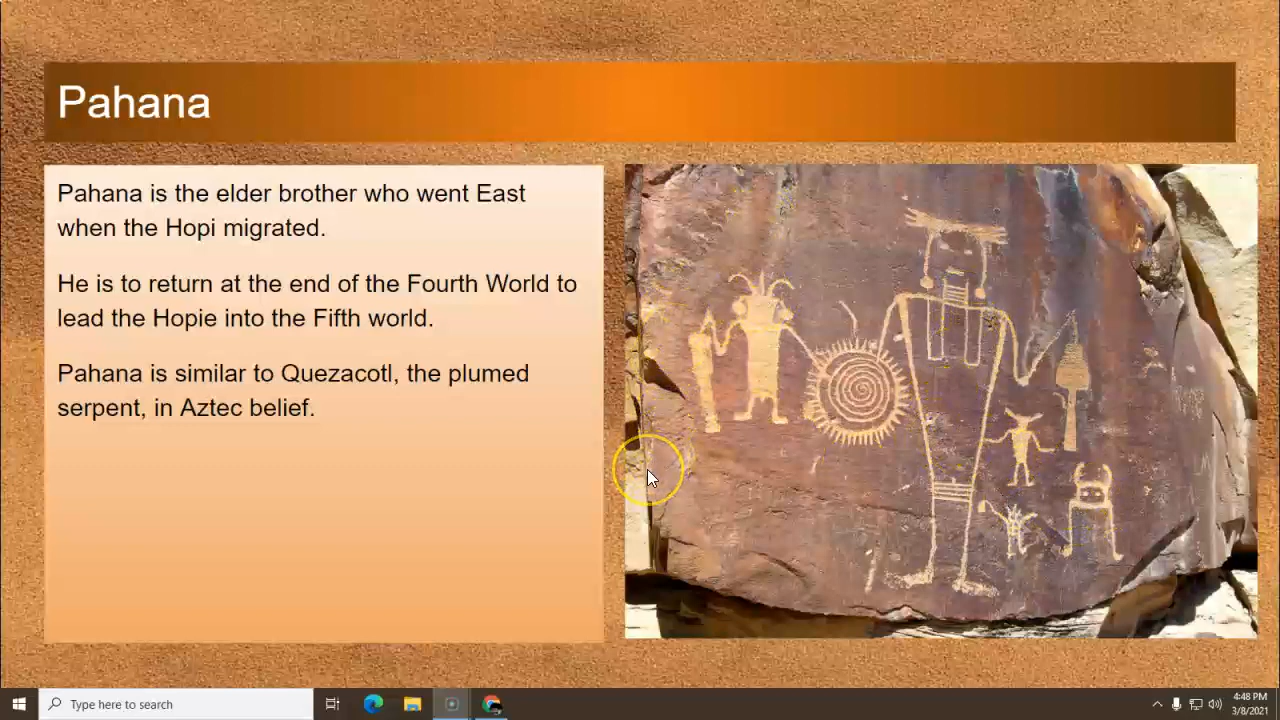 Pahana
Pahana is the elder brother who went East
when the Hopi migrated.
He is to return at the end of the Fourth World to
lead the Hopie into the Fifth world.
Pahana is similar to Quezacotl, the plumed
serpent, in Aztec belief.
Type here to search
4:48 PM
3/8/2021